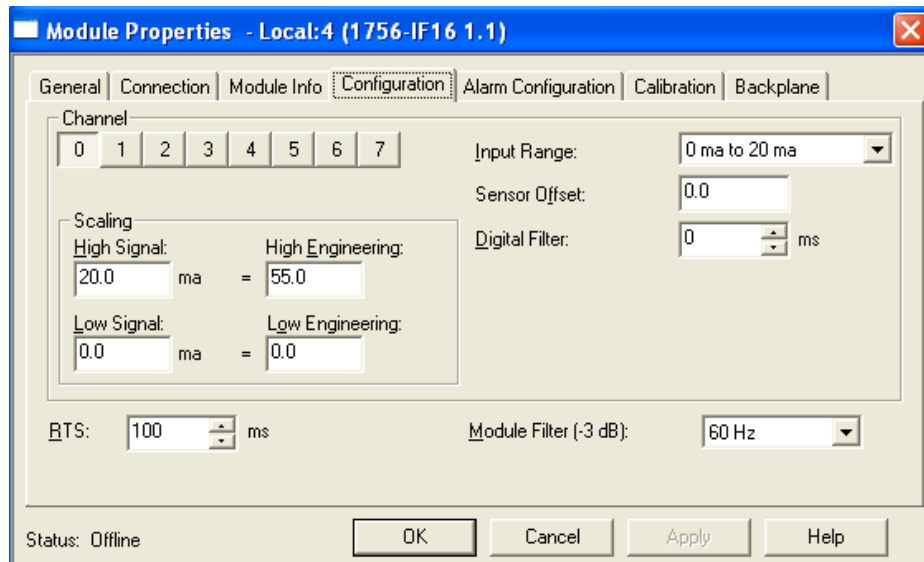 Module Properties - Local:4 (1756-IF16 1.1)
General Connection Module Info Configuration Alarm Configuration Calibration Backplane
Channel
0 1 2 3 4 5 6 7
Input Range: 0 ma to 20 ma
Sensor Offset: 0.0
Digital Filter: 0 ms
Scaling
High Signal: High Engineering:
20.0 ma = 55.0
Low Signal: Low Engineering:
0.0 ma = 0.0
RTS: 100 ms Module Filter (-3 dB): 60 Hz
Status: Offline OK Cancel Apply Help